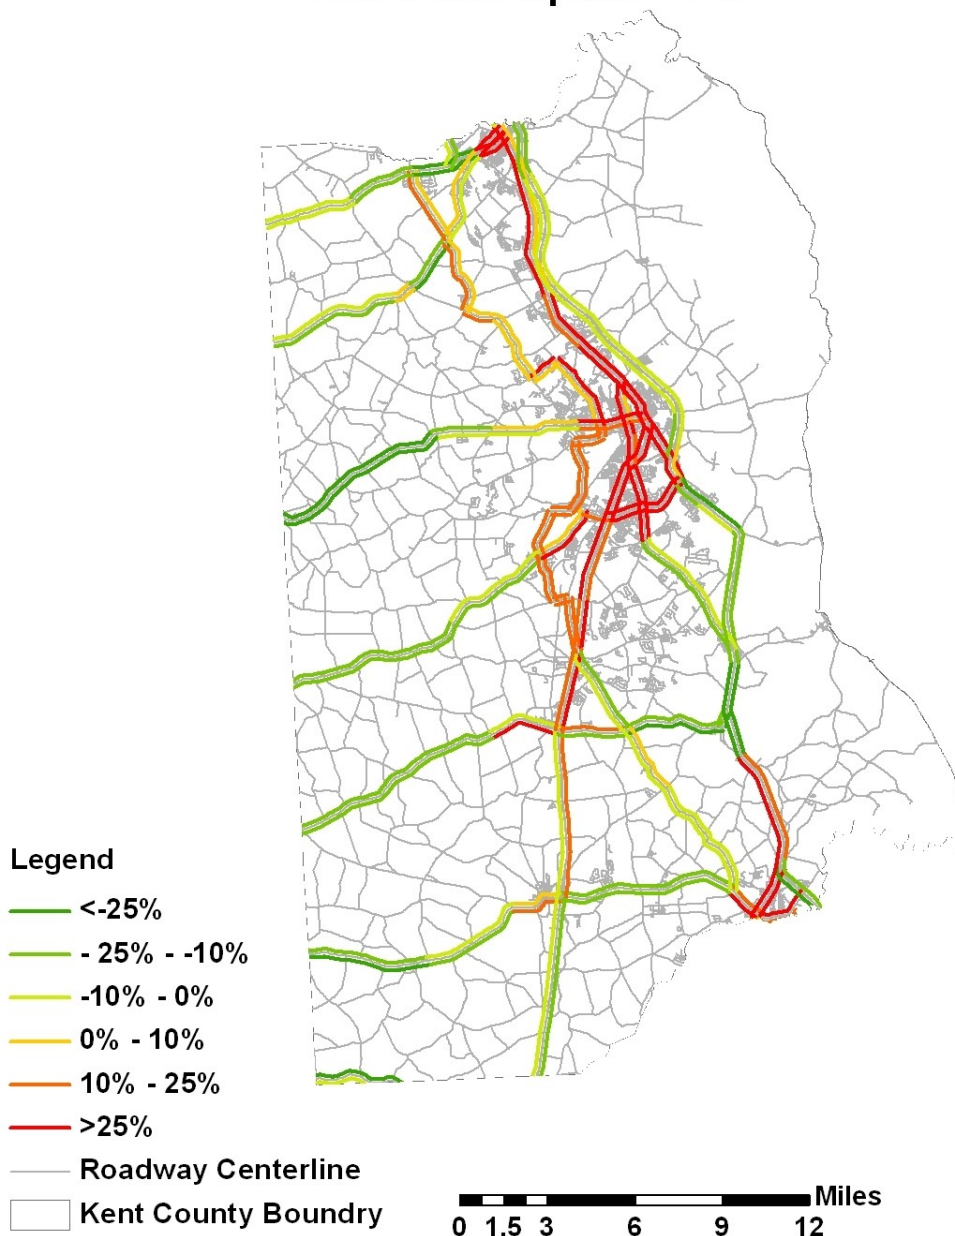 Legend
<-25%
- 25% - -10%
-10% - 0%
0% - 10%
10% - 25%
>25%
Roadway Centerline
Kent County Boundry
Miles
0 1.5 3 6 9 12